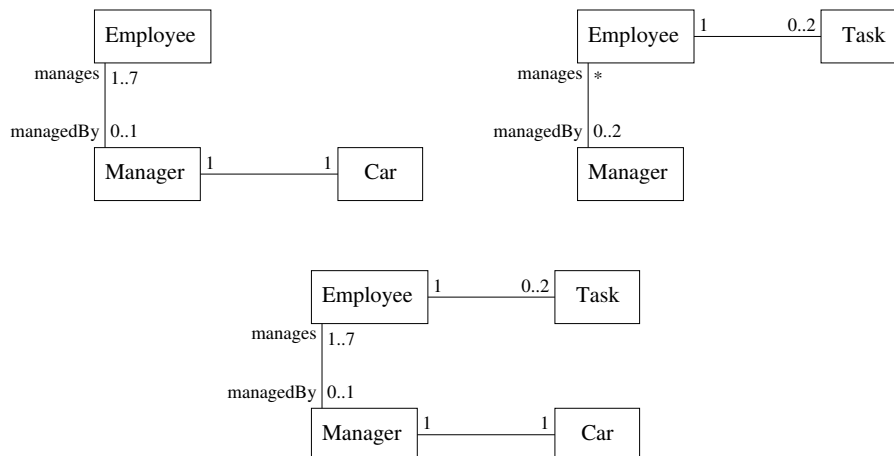 Employee
manages 1..7
managedBy 0..1
Manager 1 1 Car
Employee 1 0..2 Task
manages *
managedBy 0..2
Manager
Employee 1 0..2 Task
manages 1..7
managedBy 0..1
Manager 1 1 Car